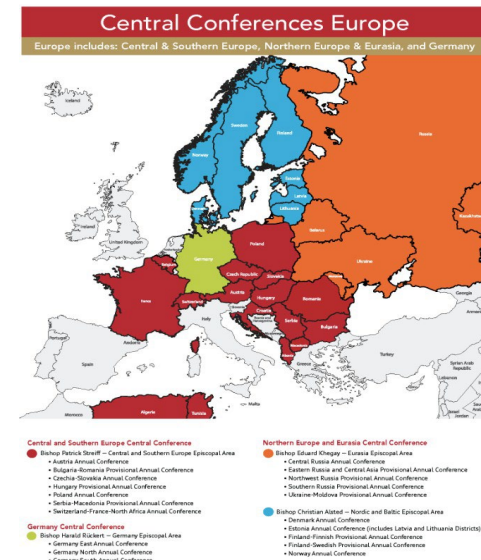 Central Conferences Europe
Europe includes: Central & Southern Europe, Northern Europe & Eurasia, and Germany
Iceland
Sweden
Finland
Norway
Russia
Estonia
Latvia
Lithuania
Ireland
United Kingdom
Belarus
Kazakhstan
Poland
Germany
Belgium
Ukraine
Czech Republic
Slovakia
Austria
Hungary
Switzerland
Romania
Croatia
Serbia
Bulgaria
Italy
Georgia
Andorra
Portugal
Spain
Greece
Turkey
Syrian Arab
Republic
Lebanon
Israel
Jordan
Malta
Morocco
Algeria
Tunisia
Central and Southern Europe Central Conference
Bishop Patrick Streiff — Central and Southern Europe Episcopal Area
• Austria Annual Conference
• Bulgaria-Romania Provisional Annual Conference
• Czechia-Slovakia Annual Conference
• Hungary Provisional Annual Conference
• Poland Annual Conference
• Serbia-Macedonia Provisional Annual Conference
• Switzerland-France-North Africa Annual Conference
Germany Central Conference
Bishop Harald Rückert — Germany Episcopal Area
• Germany East Annual Conference
• Germany North Annual Conference
• Germany South Annual Conference
Northern Europe and Eurasia Central Conference
Bishop Eduard Khegay — Eurasia Episcopal Area
• Central Russia Annual Conference
• Eastern Russia and Central Asia Provisional Annual Conference
• Northwest Russia Provisional Annual Conference
• Southern Russia Provisional Annual Conference
• Ukraine-Moldova Provisional Annual Conference
Bishop Christian Alsted — Nordic and Baltic Episcopal Area
• Denmark Annual Conference
• Estonia Annual Conference (includes Latvia and Lithuania Districts)
• Finland-Finnish Provisional Annual Conference
• Finland-Swedish Provisional Annual Conference
• Norway Annual Conference